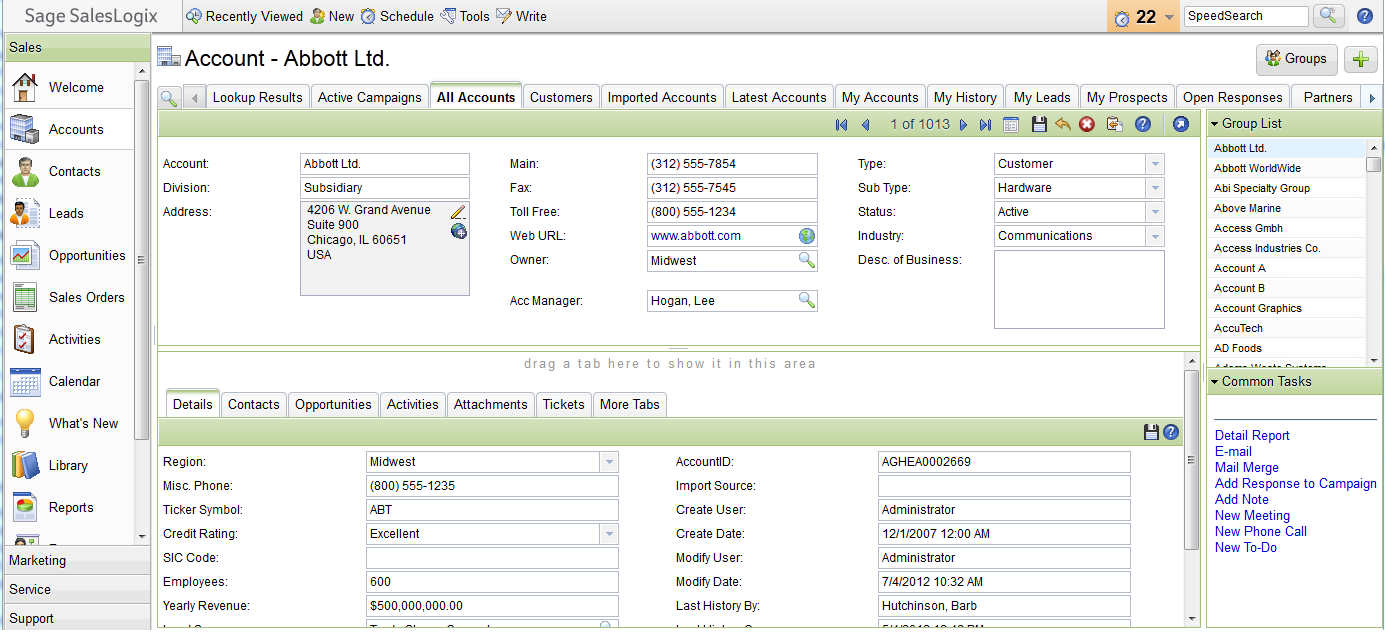 Sage SalesLogix
Recently Viewed New Schedule Tools Write
22
SpeedSearch
Sales
Welcome
Accounts
Contacts
Leads
Opportunities
Sales Orders
Activities
Calendar
What's New
Library
Reports
Marketing
Service
Support
Account - Abbott Ltd.
Groups
Lookup Results Active Campaigns All Accounts Customers Imported Accounts Latest Accounts My Accounts My History My Leads My Prospects Open Responses Partners
1 of 1013
Account: Abbott Ltd.
Division: Subsidiary
Address: 4206 W. Grand Avenue
Suite 900
Chicago, IL 60651
USA
Main: (312) 555-7854
Fax: (312) 555-7545
Toll Free: (800) 555-1234
Web URL: www.abbott.com
Owner: Midwest
Acc Manager: Hogan, Lee
Type: Customer
Sub Type: Hardware
Status: Active
Industry: Communications
Desc. of Business:
drag a tab here to show it in this area
Details Contacts Opportunities Activities Attachments Tickets More Tabs
Region: Midwest
Misc. Phone: (800) 555-1235
Ticker Symbol: ABT
Credit Rating: Excellent
SIC Code:
Employees: 600
Yearly Revenue: $500,000,000.00
AccountID: AGHEA0002669
Import Source:
Create User: Administrator
Create Date: 12/1/2007 12:00 AM
Modify User: Administrator
Modify Date: 7/4/2012 10:32 AM
Last History By: Hutchinson, Barb
Group List
Abbott Ltd.
Abbott WorldWide
Abi Specialty Group
Above Marine
Access Gmbh
Access Industries Co.
Account A
Account B
Account Graphics
AccuTech
AD Foods
Common Tasks
Detail Report
E-mail
Mail Merge
Add Response to Campaign
Add Note
New Meeting
New Phone Call
New To-Do